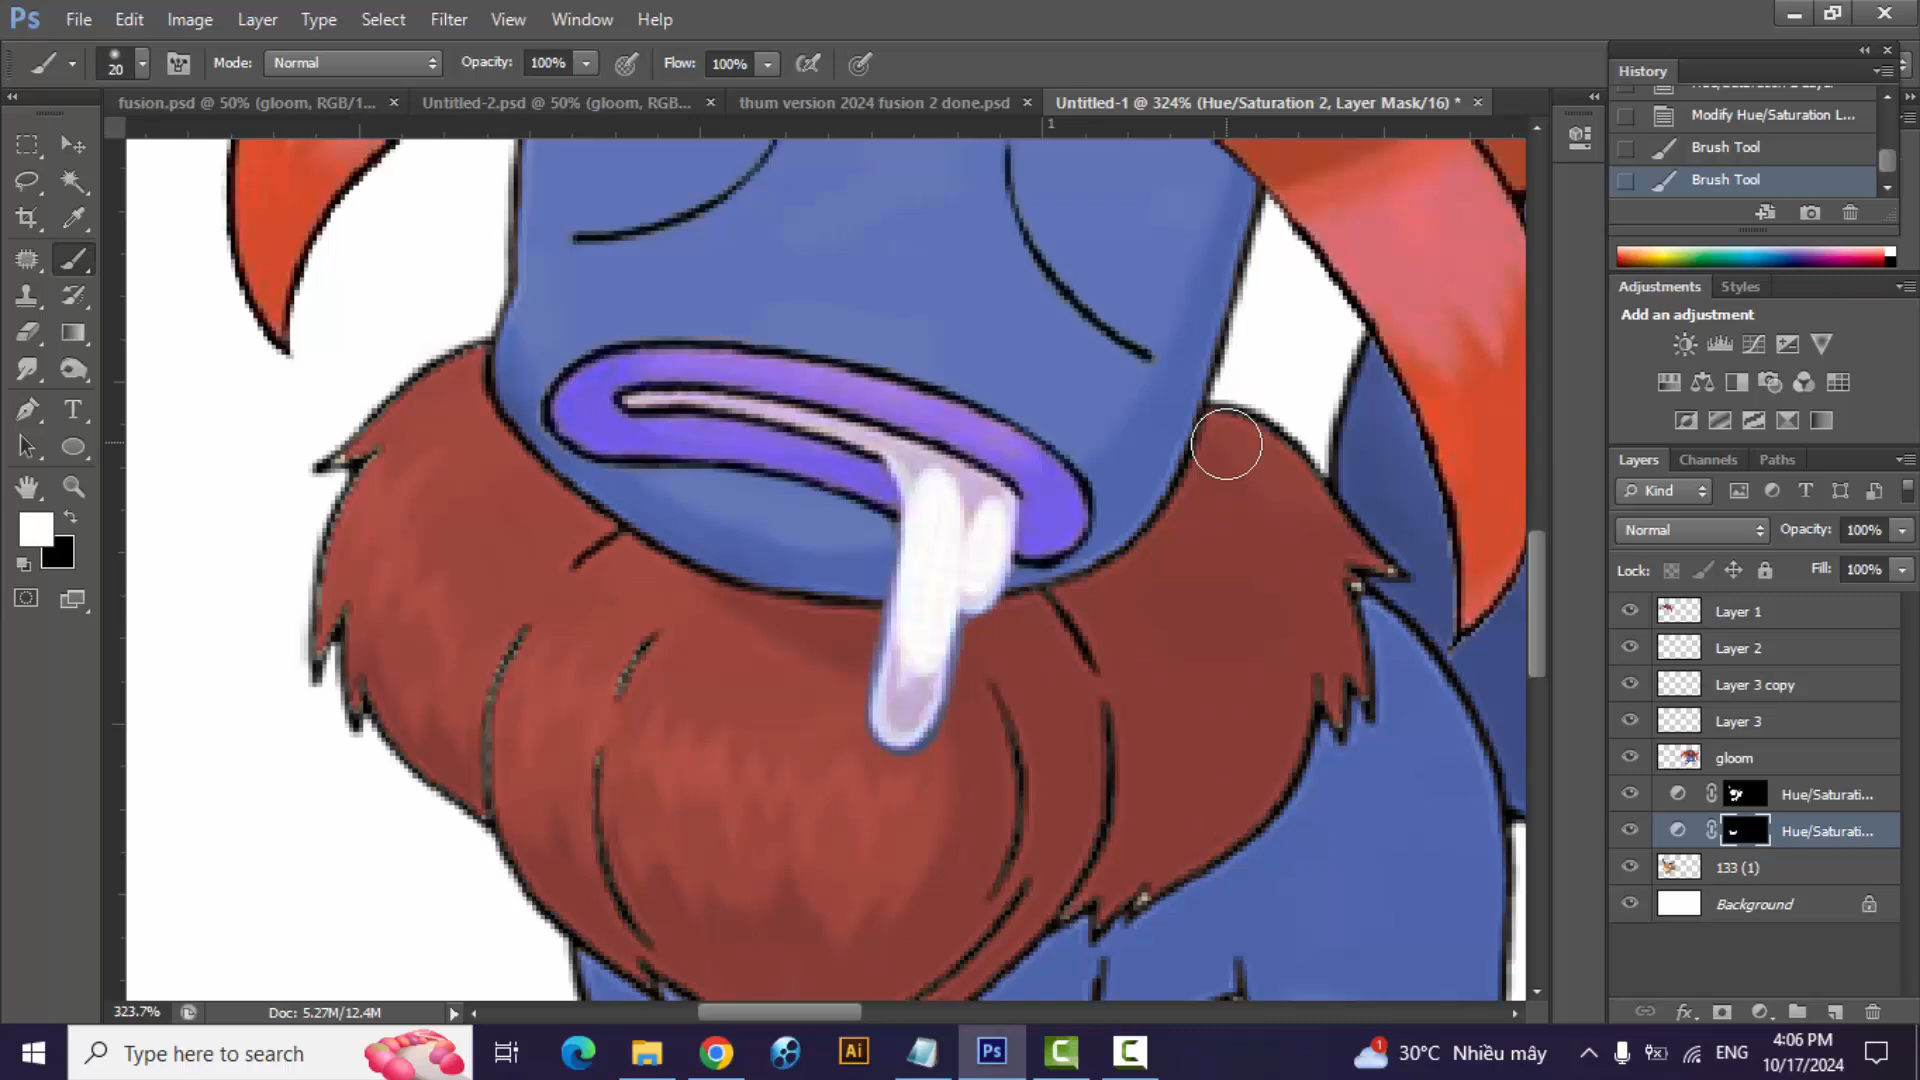 Ps File Edit Image Layer Type Select Filter View Window Help
20 Mode: Normal Opacity: 100% Flow: 100%
fusion.psd @ 50% (gloom, RGB/1... × Untitled-2.psd @ 50% (gloom, RGB... × thum version 2024 fusion 2 done.psd × Untitled-1 @ 324% (Hue/Saturation 2, Layer Mask/16) * ×
1
History
Modify Hue/Saturation L...
Brush Tool
Brush Tool
Adjustments Styles
Add an adjustment
Layers Channels Paths
Kind
Normal Opacity: 100%
Lock: Fill: 100%
Layer 1
Layer 2
Layer 3 copy
Layer 3
gloom
Hue/Saturati...
Hue/Saturati...
133 (1)
Background
323.7% Doc: 5.27M/12.4M
Type here to search
Ai Ps
1 30°C Nhiều mây ENG 4:06 PM
10/17/2024